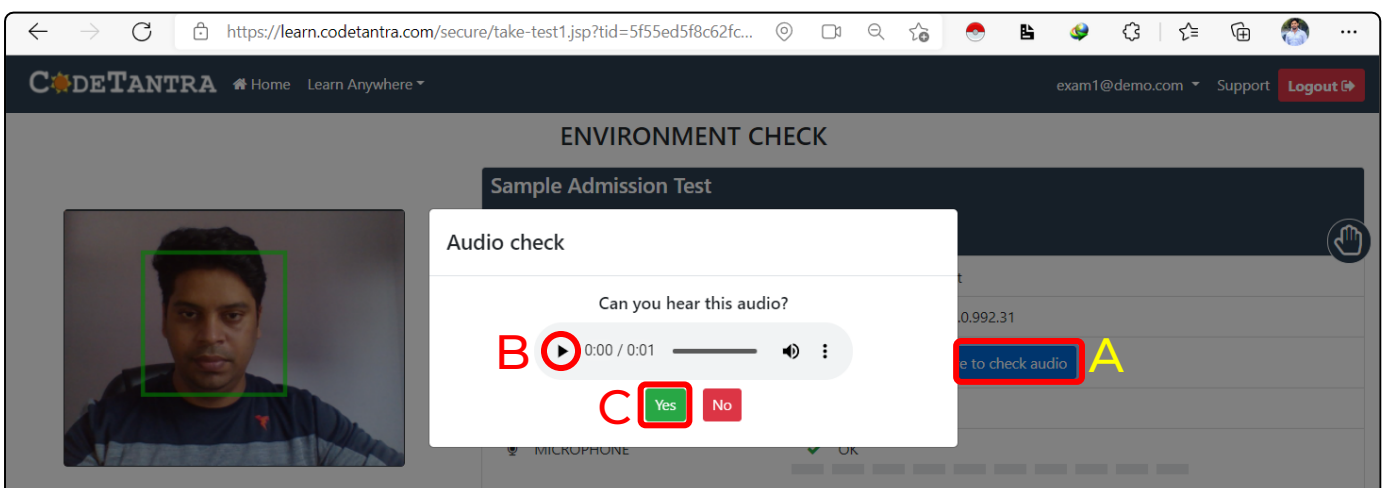 https://learn.codetantra.com/secure/take-test1.jsp?tid=5f55ed5f8c62fc...
CODETANTRA Home Learn Anywhere exam1@demo.com Support Logout
ENVIRONMENT CHECK
Sample Admission Test
Audio check
Can you hear this audio?
.0.992.31
B 0:00 / 0:01
e to check audio A
C Yes No
MICROPHONE OK